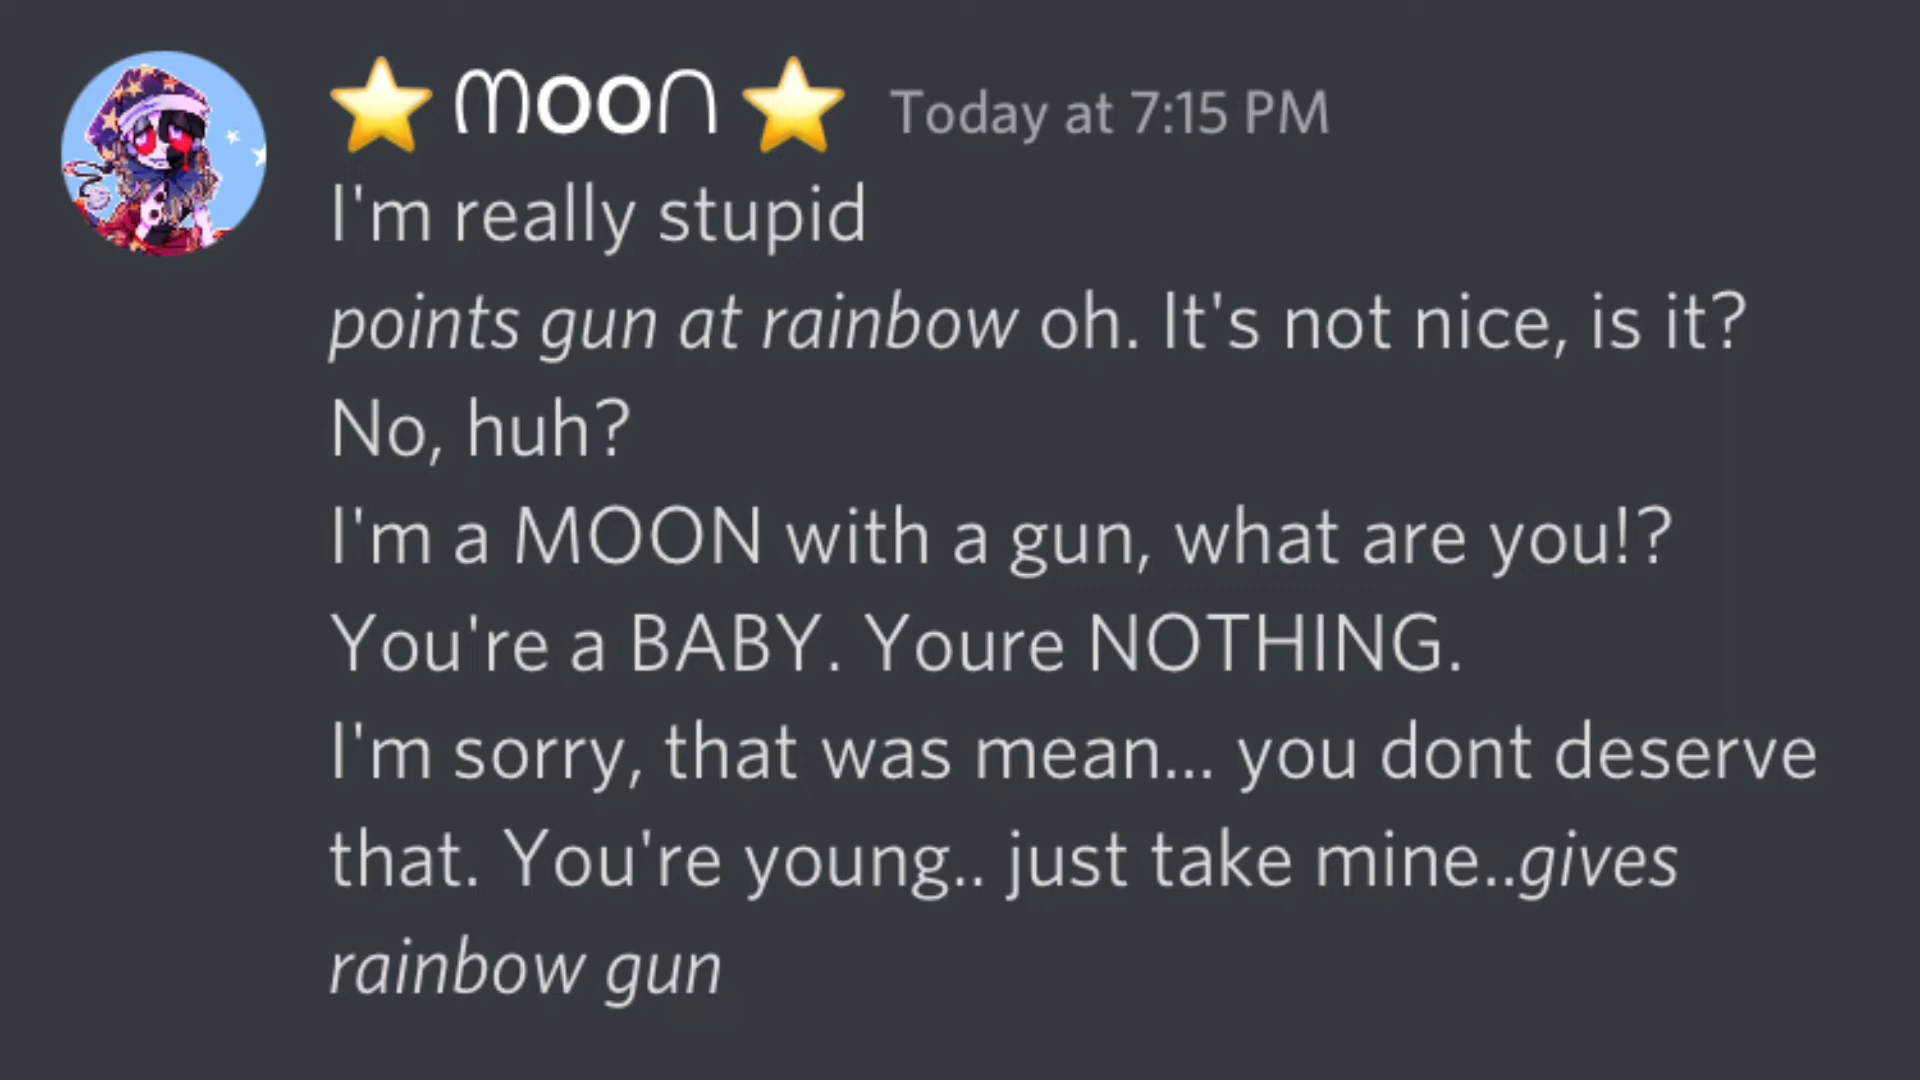 ⭐ ᗰooᑎ ⭐ Today at 7:15 PM
I'm really stupid
points gun at rainbow oh. It's not nice, is it?
No, huh?
I'm a MOON with a gun, what are you!?
You're a BABY. Youre NOTHING.
I'm sorry, that was mean... you dont deserve
that. You're young.. just take mine..gives
rainbow gun